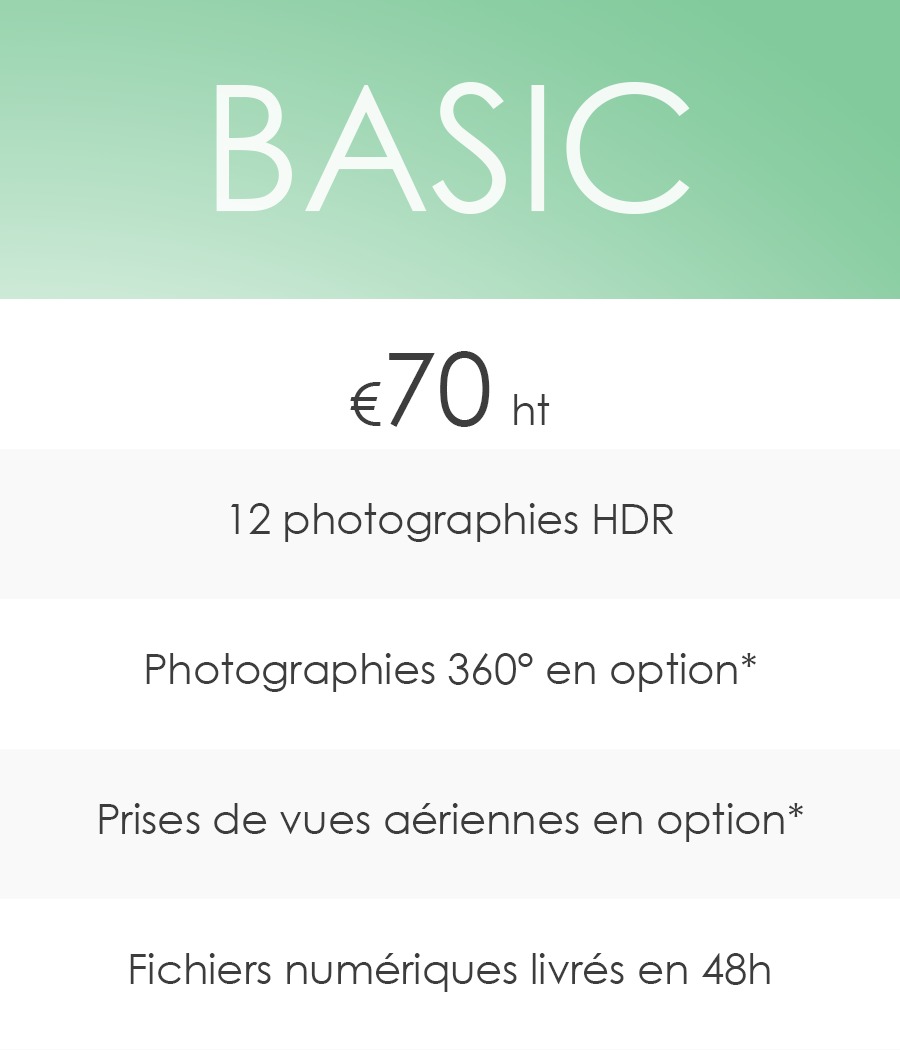 BASIC
€70 ht
12 photographies HDR
Photographies 360° en option*
Prises de vues aériennes en option*
Fichiers numériques livrés en 48h